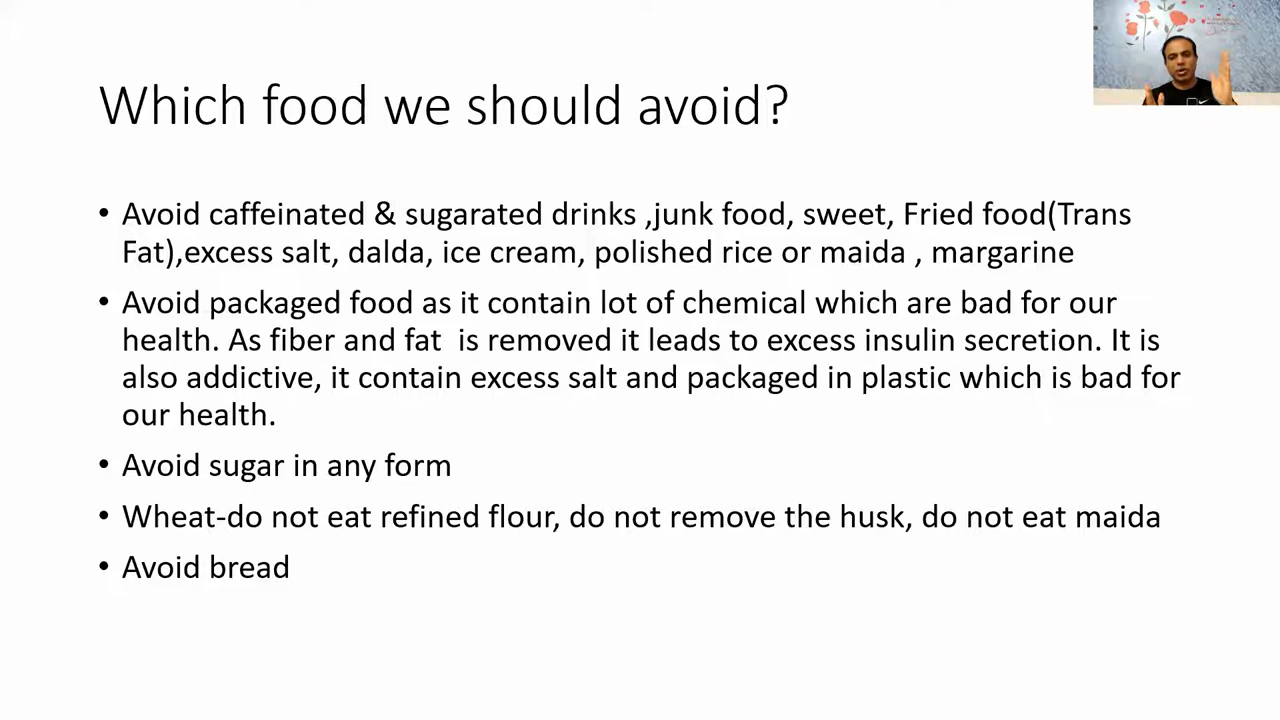 Which food we should avoid?
• Avoid caffeinated & sugarated drinks ,junk food, sweet, Fried food(Trans
Fat),excess salt, dalda, ice cream, polished rice or maida , margarine
• Avoid packaged food as it contain lot of chemical which are bad for our
health. As fiber and fat  is removed it leads to excess insulin secretion. It is
also addictive, it contain excess salt and packaged in plastic which is bad for
our health.
• Avoid sugar in any form
• Wheat-do not eat refined flour, do not remove the husk, do not eat maida
• Avoid bread